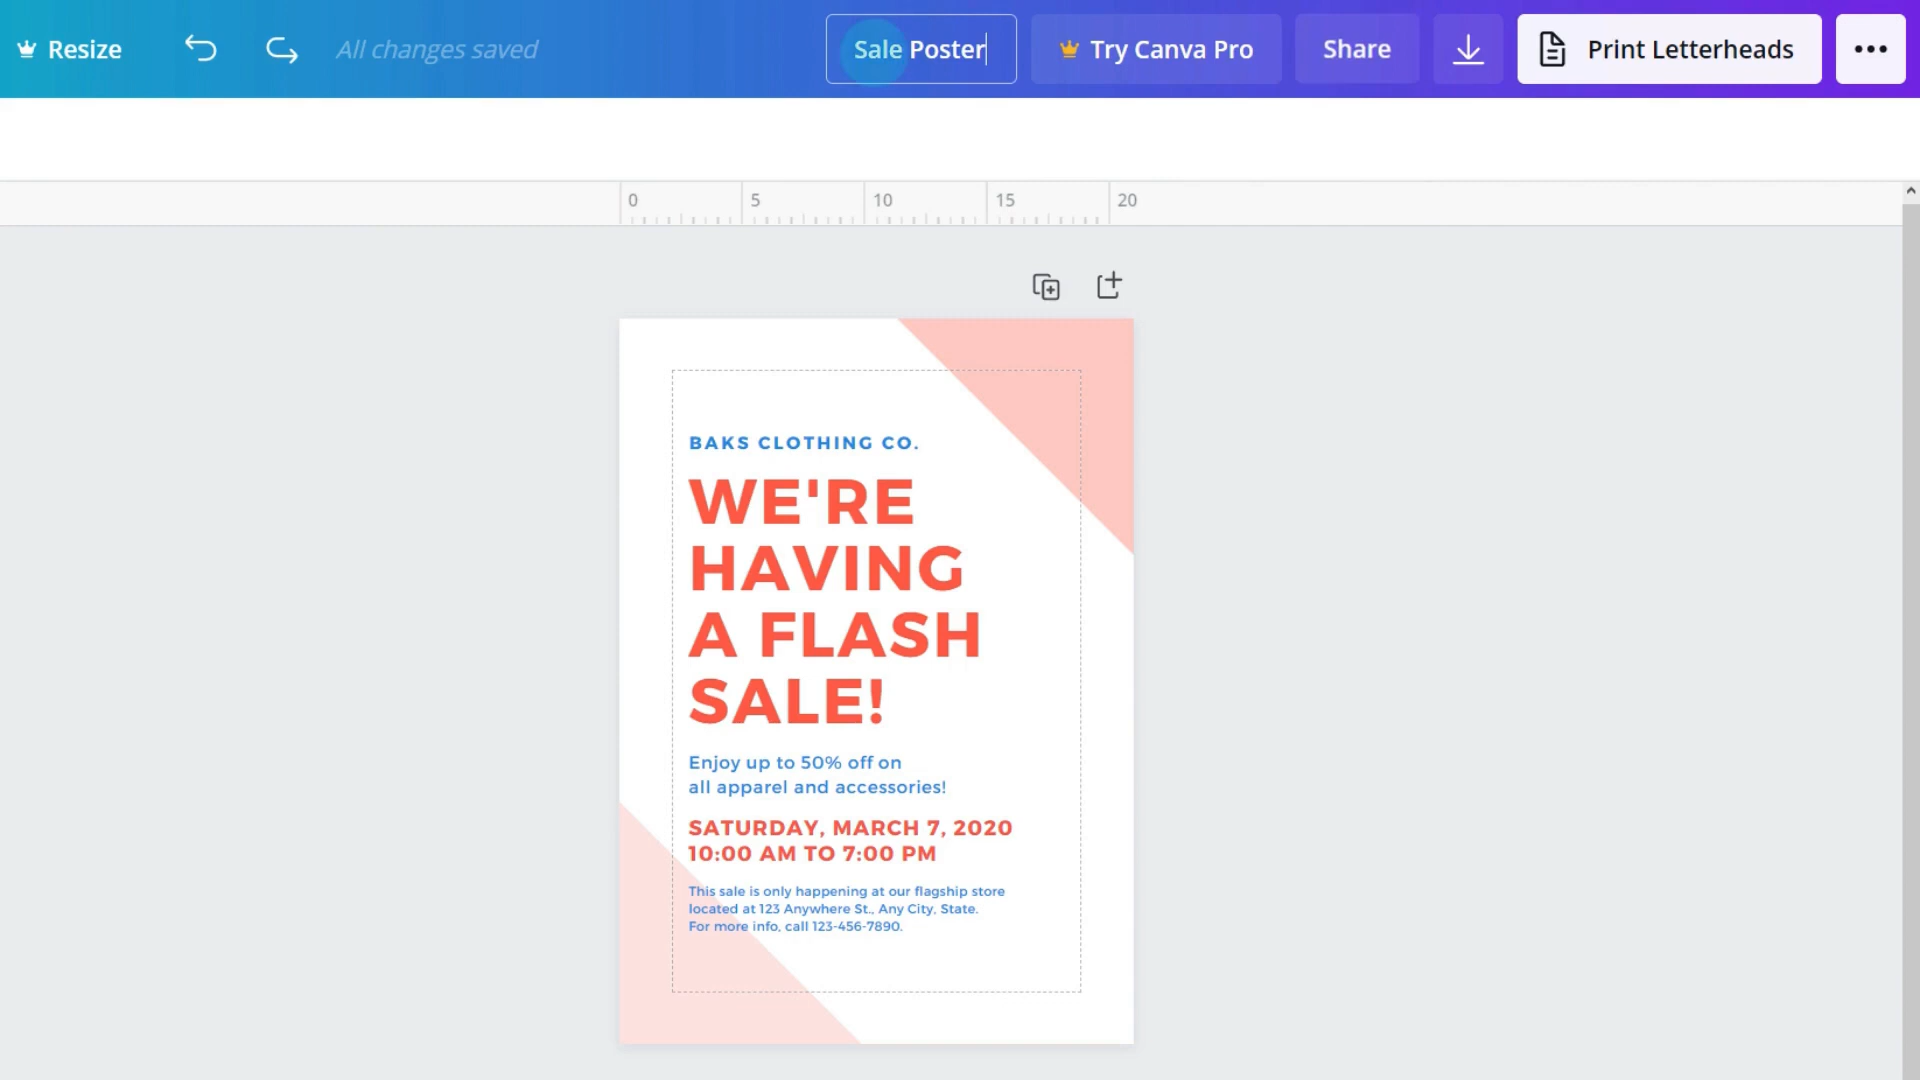 Resize
All changes saved
Sale Poster
Try Canva Pro
Share
Print Letterheads
0 5 10 15 20
BAKS CLOTHING CO.
WE'RE
HAVING
A FLASH
SALE!
Enjoy up to 50% off on
all apparel and accessories!
SATURDAY, MARCH 7, 2020
10:00 AM TO 7:00 PM
This sale is only happening at our flagship store
located at 123 Anywhere St., Any City, State.
For more info, call 123-456-7890.